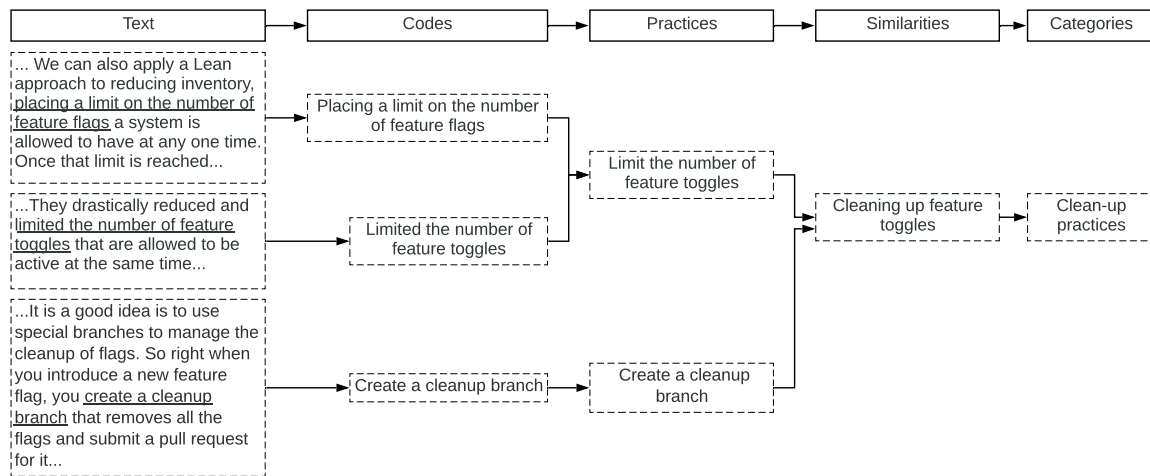 Text
Codes
Practices
Similarities
Categories
... We can also apply a Lean
approach to reducing inventory,
placing a limit on the number of
feature flags a system is
allowed to have at any one time.
Once that limit is reached...
Placing a limit on the number
of feature flags
Limit the number of
feature toggles
...They drastically reduced and
limited the number of feature
toggles that are allowed to be
active at the same time...
Limited the number of
feature toggles
Cleaning up feature
toggles
Clean-up
practices
...It is a good idea is to use
special branches to manage the
cleanup of flags. So right when
you introduce a new feature
flag, you create a cleanup
branch that removes all the
flags and submit a pull request
for it...
Create a cleanup branch
Create a cleanup
branch